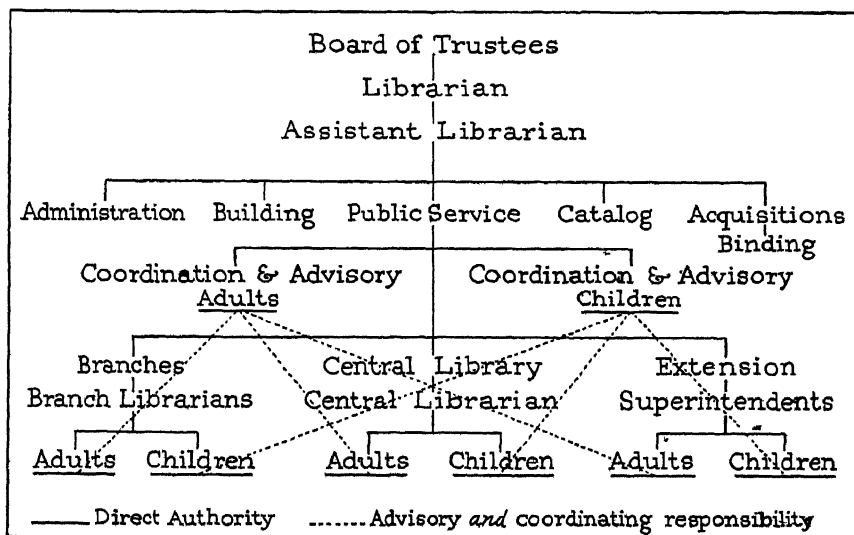 Board of Trustees
Librarian
Assistant Librarian
Administration Building Public Service Catalog Acquisitions
Binding
Coordination & Advisory Coordination & Advisory
Adults Children
Branches Central Library Extension
Branch Librarians Central Librarian Superintendents
Adults Children Adults Children Adults Children
Direct Authority Advisory and coordinating responsibility